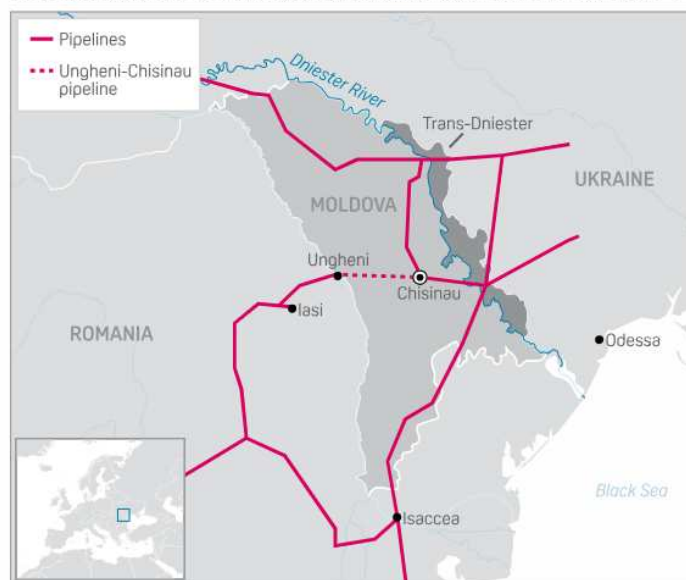 Pipelines
Ungheni-Chisinau
pipeline
Dniester River
Trans-Dniester
UKRAINE
MOLDOVA
Ungheni
Chisinau
Iasi
ROMANIA
Odessa
Black Sea
Isaccea